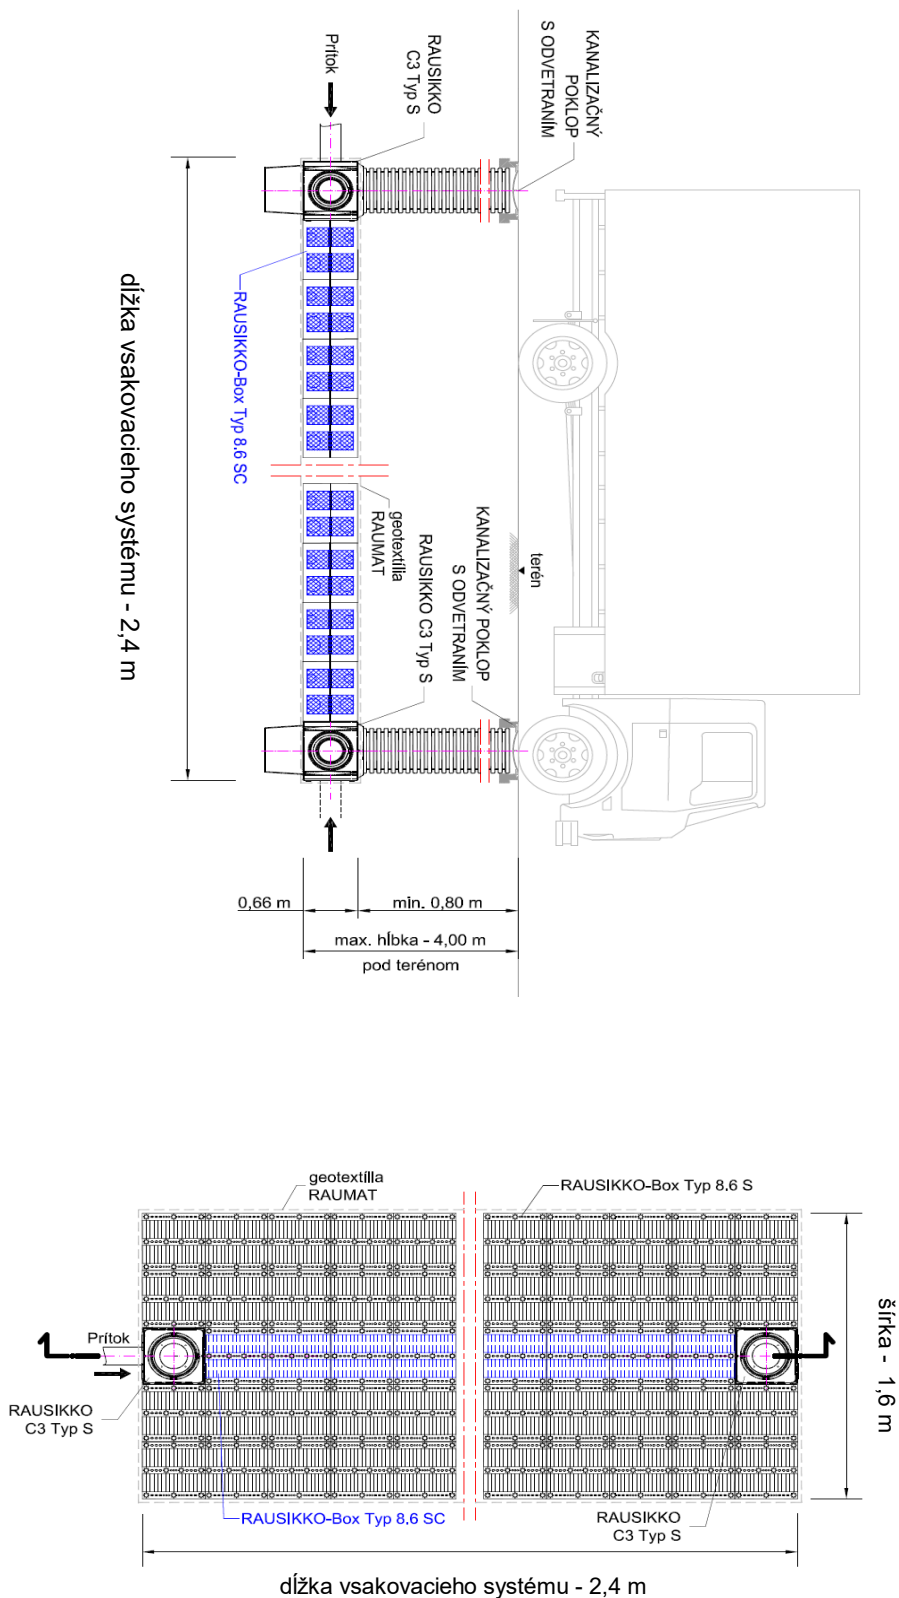 KANALIZAČNÝ
POKLOP
S ODVETRANÍM
RAUSIKKO
C3 Typ S
Prítok
dĺžka vsakovacieho systému - 2,4 m
RAUSIKKO-Box Typ 8.6 SC
geotextília
RAUMAT
RAUSIKKO C3 Typ S
KANALIZAČNÝ POKLOP
S ODVETRANÍM
terén
0,66 m
min. 0,80 m
max. hĺbka - 4,00 m
pod terénom
geotextílla
RAUMAT
RAUSIKKO-Box Typ 8.6 S
šírka - 1,6 m
Prítok
RAUSIKKO
C3 Typ S
RAUSIKKO-Box Typ 8.6 SC
RAUSIKKO
C3 Typ S
dĺžka vsakovacieho systému - 2,4 m